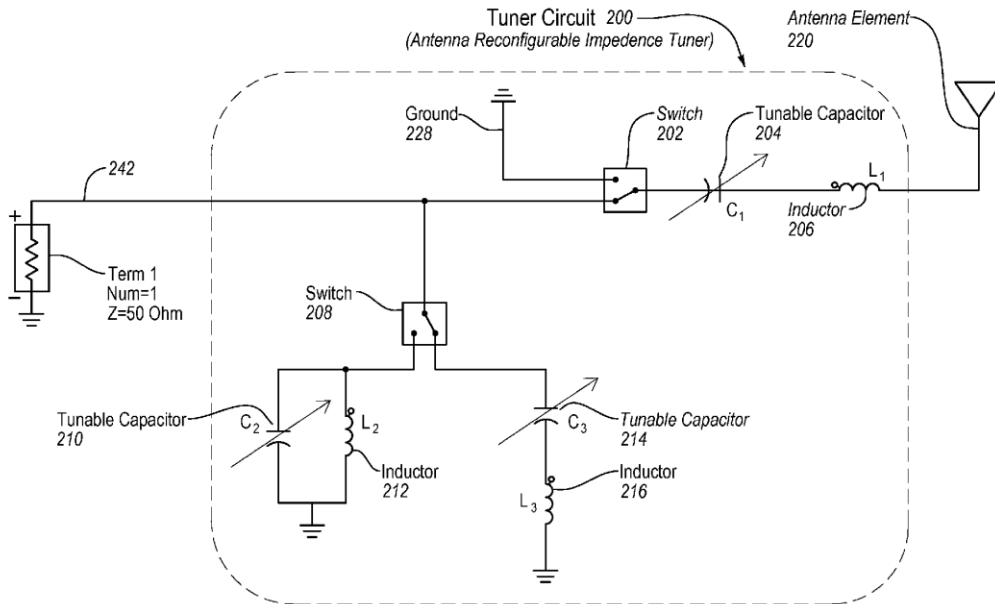 Tuner Circuit 200
(Antenna Reconfigurable Impedence Tuner)
Antenna Element
220
Ground
228
Switch
202
Tunable Capacitor
204
242
L1
C1
Inductor
206
+
-
Term 1
Num=1
Z=50 Ohm
Switch
208
Tunable Capacitor
210
C2
L2
Inductor
212
C3
Tunable Capacitor
214
L3
Inductor
216